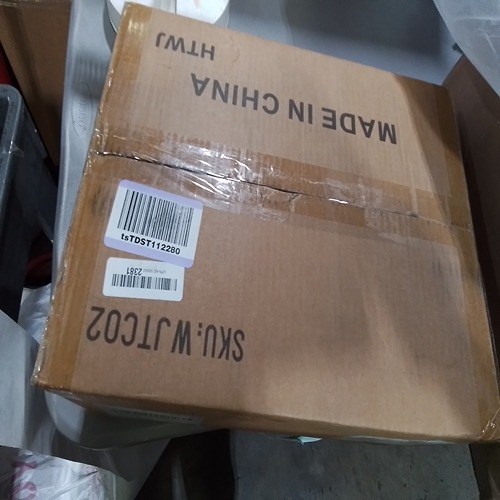 MADE IN CHINA
HTWJ
SKU:WJTC02
tsTDST112280
2381